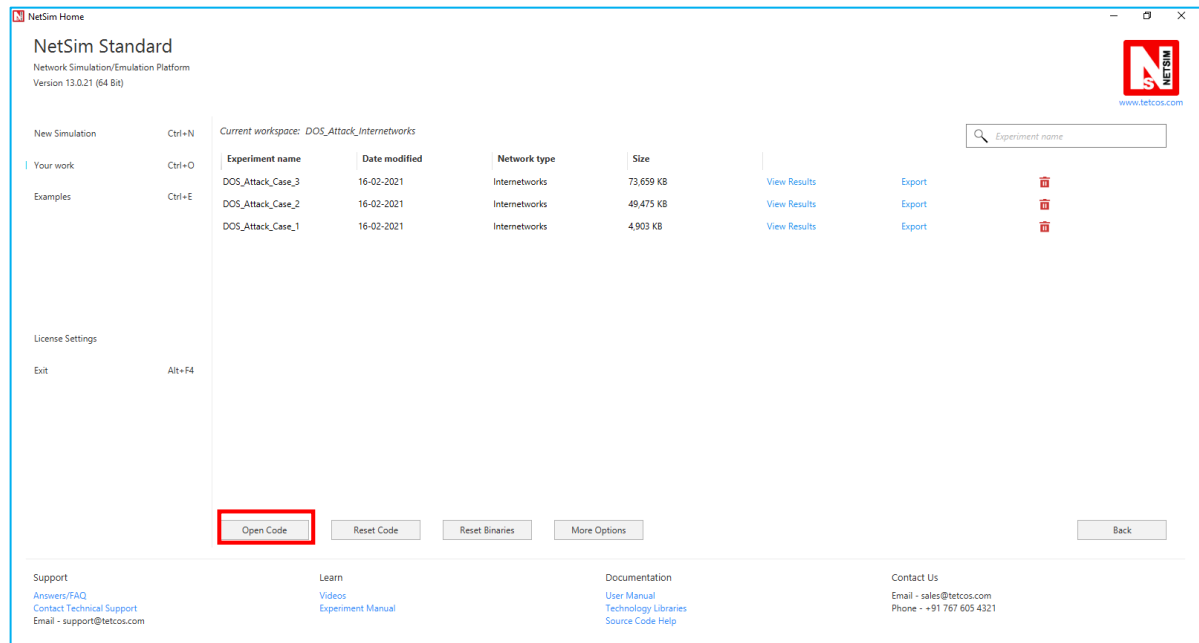 NetSim Home
NetSim Standard
Network Simulation/Emulation Platform
Version 13.0.21 (64 Bit)
NS NETSIM
www.tetcos.com
New Simulation Ctrl+N
Your work Ctrl+O
Examples Ctrl+E
License Settings
Exit Alt+F4
Current workspace: DOS_Attack_Internetworks
Experiment name
Experiment name Date modified Network type Size
DOS_Attack_Case_3 16-02-2021 Internetworks 73,659 KB View Results Export
DOS_Attack_Case_2 16-02-2021 Internetworks 49,475 KB View Results Export
DOS_Attack_Case_1 16-02-2021 Internetworks 4,903 KB View Results Export
Open Code Reset Code Reset Binaries More Options Back
Support
Answers/FAQ
Contact Technical Support
Email - support@tetcos.com
Learn
Videos
Experiment Manual
Documentation
User Manual
Technology Libraries
Source Code Help
Contact Us
Email - sales@tetcos.com
Phone - +91 767 605 4321